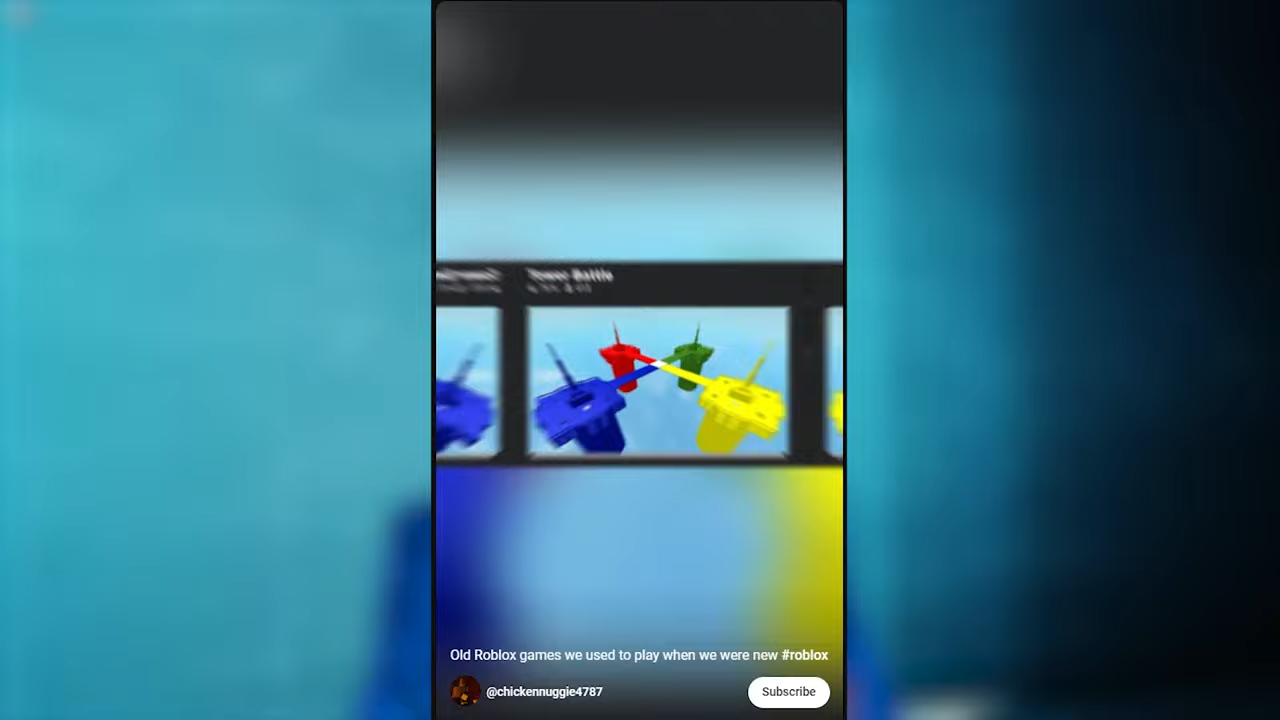 Tower Battle
Old Roblox games we used to play when we were new #roblox
@chickennuggie4787
Subscribe